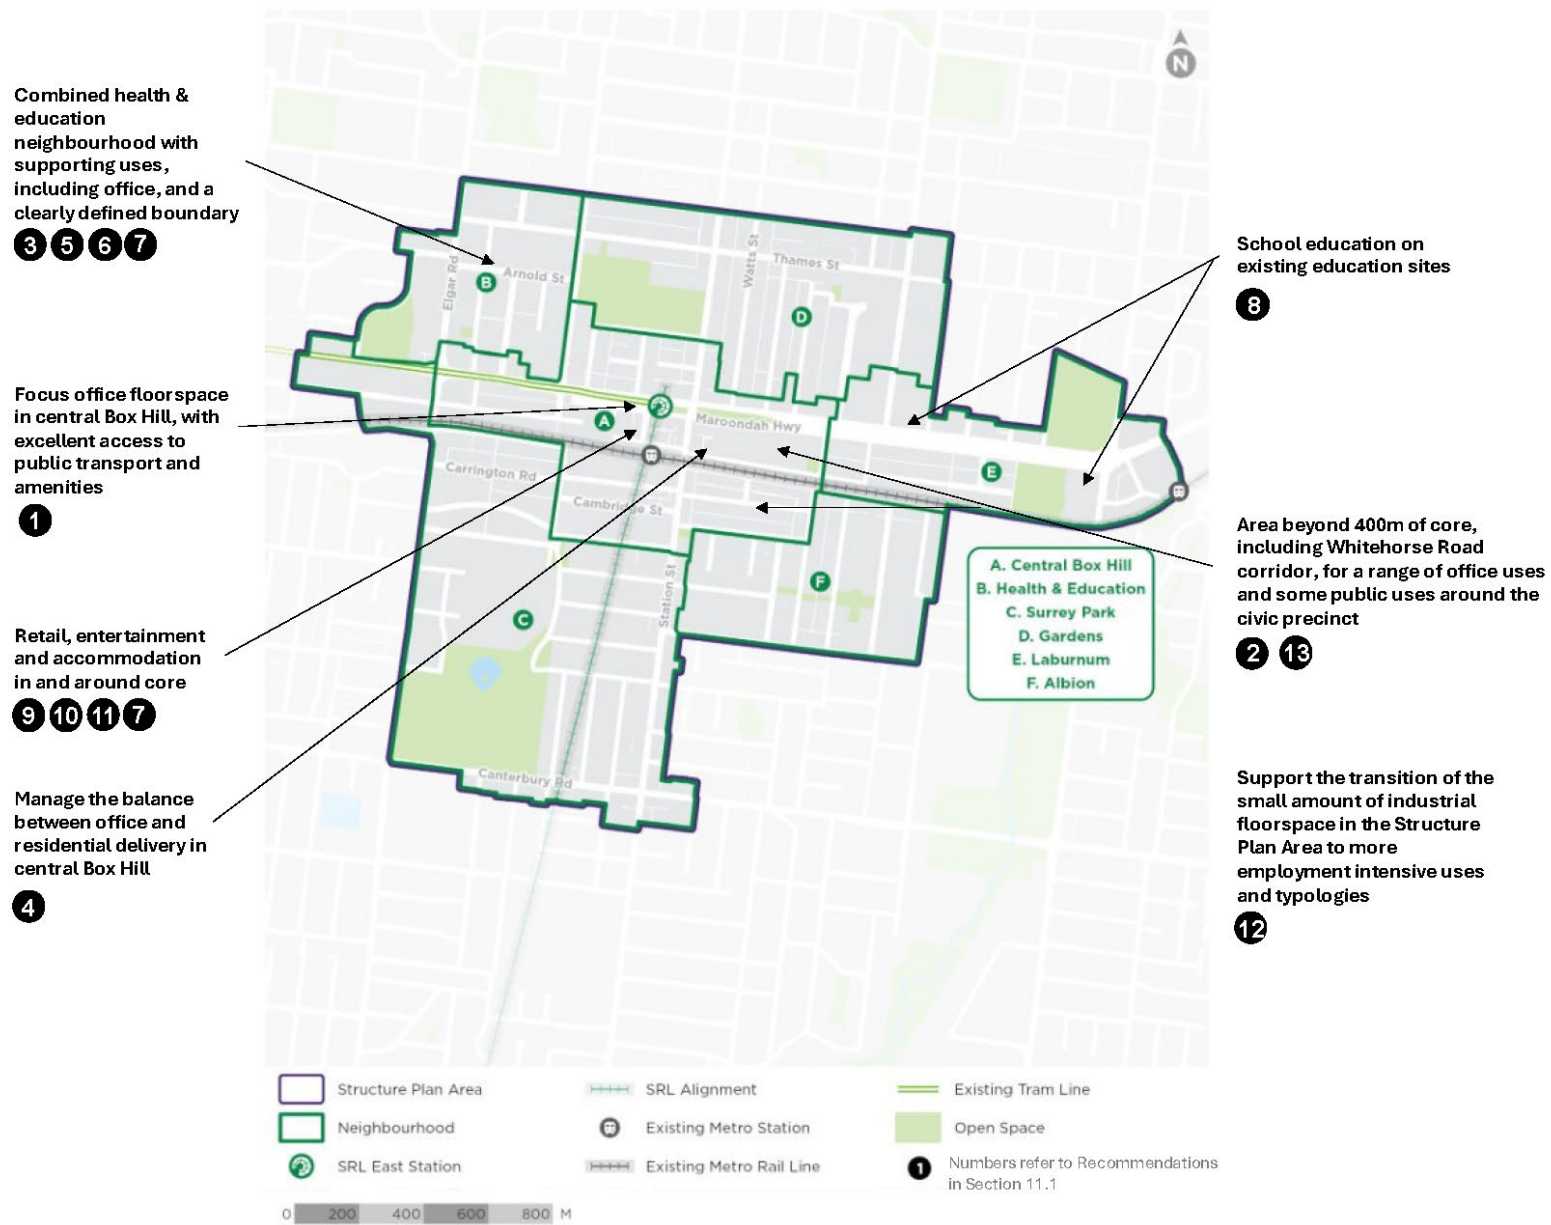 Combined health &
education
neighbourhood with
supporting uses,
including office, and a
clearly defined boundary
3 5 6 7
Focus office floorspace
in central Box Hill, with
excellent access to
public transport and
amenities
1
Retail, entertainment
and accommodation
in and around core
9 10 11 7
Manage the balance
between office and
residential delivery in
central Box Hill
4
N
Elgar Rd
Arnold St
B
Watts St
Thames St
D
A
Maroondah Hwy
E
Carrington Rd
Cambridge St
Station St
F
C
Canterbury Rd
A. Central Box Hill
B. Health & Education
C. Surrey Park
D. Gardens
E. Laburnum
F. Albion
School education on
existing education sites
8
Area beyond 400m of core,
including Whitehorse Road
corridor, for a range of office uses
and some public uses around the
civic precinct
2 13
Support the transition of the
small amount of industrial
floorspace in the Structure
Plan Area to more
employment intensive uses
and typologies
12
Structure Plan Area
Neighbourhood
SRL East Station
SRL Alignment
Existing Metro Station
Existing Metro Rail Line
Existing Tram Line
Open Space
1 Numbers refer to Recommendations
in Section 11.1
0 200 400 600 800 M